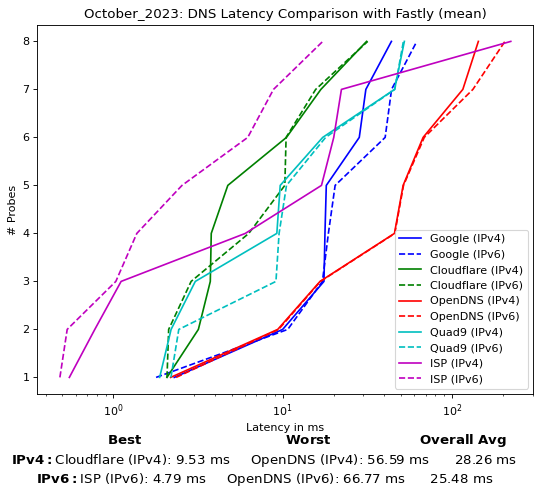 October_2023: DNS Latency Comparison with Fastly (mean)
# Probes
8
7
6
5
4
3
2
1
Google (IPv4)
Google (IPv6)
Cloudflare (IPv4)
Cloudflare (IPv6)
OpenDNS (IPv4)
OpenDNS (IPv6)
Quad9 (IPv4)
Quad9 (IPv6)
ISP (IPv4)
ISP (IPv6)
10⁰ 10¹ 10²
Latency in ms
Best Worst Overall Avg
IPv4: Cloudflare (IPv4): 9.53 ms OpenDNS (IPv4): 56.59 ms 28.26 ms
IPv6: ISP (IPv6): 4.79 ms OpenDNS (IPv6): 66.77 ms 25.48 ms